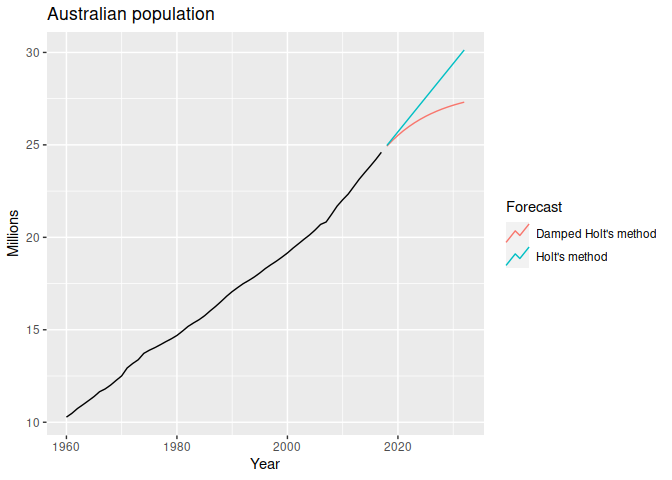 Australian population
30
25
20
15
10
Millions
1960
1980
2000
2020
Year
Forecast
Damped Holt's method
Holt's method